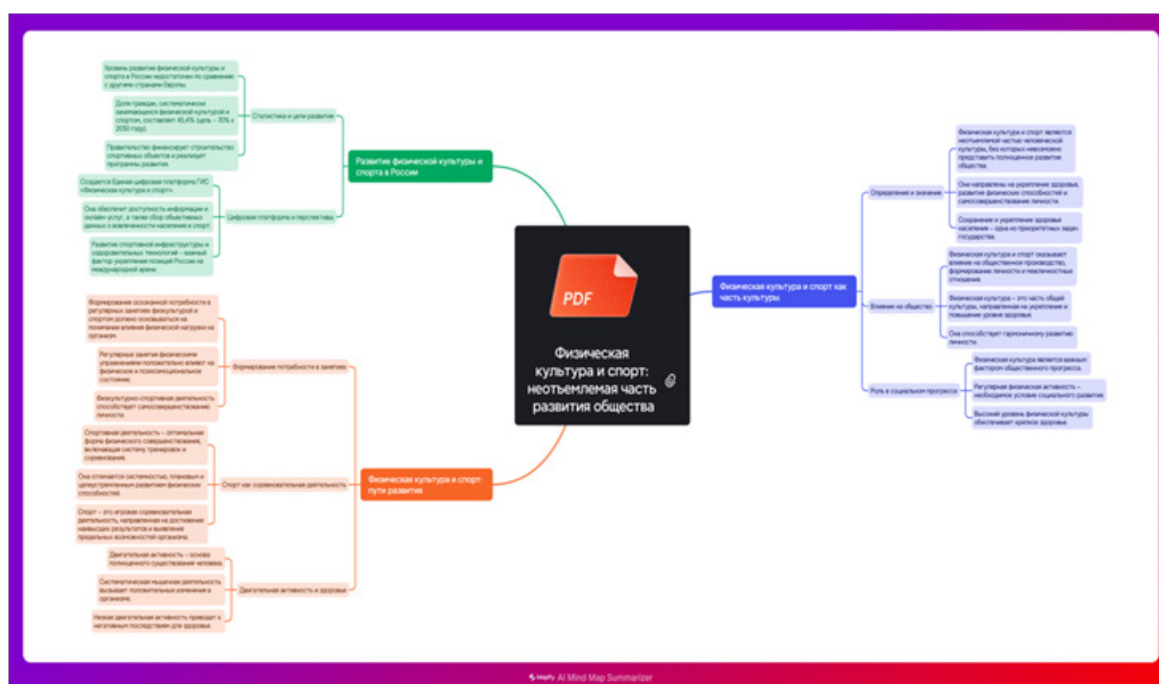 Уровень развития физической культуры и
спорта в России недостаточен по сравнению
с другими странами Европы.
Доля граждан, систематически
занимающихся физической культурой и
спортом, составляет 45,4% (цель – 70% к
2030 году).
Правительство финансирует строительство
спортивных объектов и реализует
программы развития.
Статистика и цели развития
Создается Единая цифровая платформа ГИС
«Физическая культура и спорт».
Она обеспечит доступность информации и
онлайн услуг, а также сбор объективных
данных о вовлеченности населения в спорт.
Развитие спортивной инфраструктуры и
оздоровительных технологий – важный
фактор укрепления позиций России на
международной арене.
Цифровая платформа и перспективы
Развитие физической культуры и
спорта в России
Формирование осознанной потребности в
регулярных занятиях физкультурой и
спортом должно основываться на
понимании влияния физической нагрузки на
организм.
Регулярные занятия физическими
упражнениями положительно влияют на
физическое и психоэмоциональное
состояние.
Физкультурно-спортивная деятельность
способствует самосовершенствованию
личности.
Формирование потребности в занятиях
Спортивная деятельность – оптимальная
форма физического совершенствования,
включающая систему тренировок и
соревнования.
Она отличается системностью, плановым и
целеустремленным развитием физических
способностей.
Спорт – это игровая соревновательная
деятельность, направленная на достижение
наивысших результатов и выявление
предельных возможностей организма.
Спорт как соревновательная деятельность
Двигательная активность – основа
полноценного существования человека.
Систематическая мышечная деятельность
вызывает положительные изменения в
организме.
Низкая двигательная активность приводит к
негативным последствиям для здоровья.
Двигательная активность и здоровье
Физическая культура и спорт:
пути развития
PDF
Физическая
культура и спорт:
неотъемлемая часть
развития общества
Физическая культура и спорт как
часть культуры
Определение и значение
Физическая культура и спорт является
неотъемлемой частью человеческой
культуры, без которых невозможно
представить полноценное развитие
общества.
Они направлены на укрепление здоровья,
развитие физических способностей и
самосовершенствование личности.
Сохранение и укрепление здоровья
населения – одна из приоритетных задач
государства.
Влияние на общество
Физическая культура и спорт оказывают
влияние на общественное производство,
формирование личности и межличностные
отношения.
Физическая культура – это часть общей
культуры, направленная на укрепление и
повышение уровня здоровья.
Она способствует гармоничному развитию
личности.
Роль в социальном прогрессе
Физическая культура является важным
фактором общественного прогресса.
Регулярная физическая активность –
необходимое условие социального развития.
Высокий уровень физической культуры
обеспечивает крепкое здоровье.
Mapify AI Mind Map Summarizer